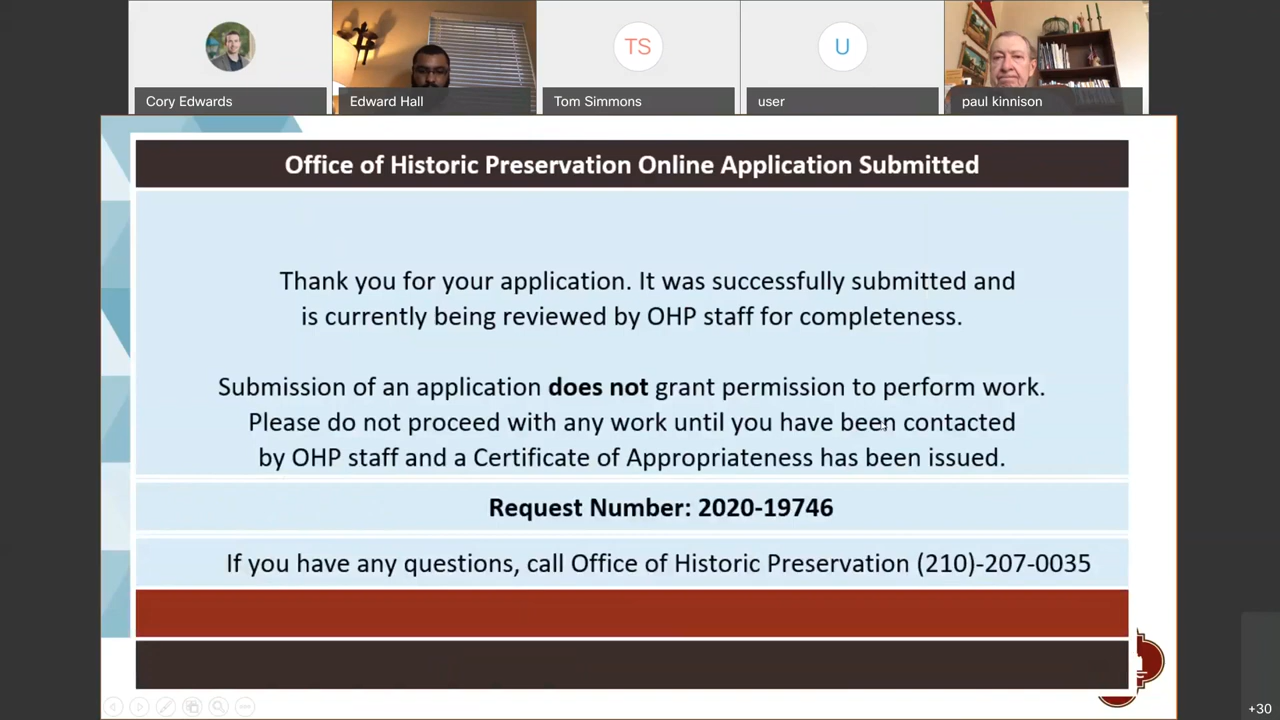 Cory Edwards
Edward Hall
TS
Tom Simmons
U
user
paul kinnison
Office of Historic Preservation Online Application Submitted
Thank you for your application. It was successfully submitted and
is currently being reviewed by OHP staff for completeness.
Submission of an application does not grant permission to perform work.
Please do not proceed with any work until you have been contacted
by OHP staff and a Certificate of Appropriateness has been issued.
Request Number: 2020-19746
If you have any questions, call Office of Historic Preservation (210)-207-0035
+30